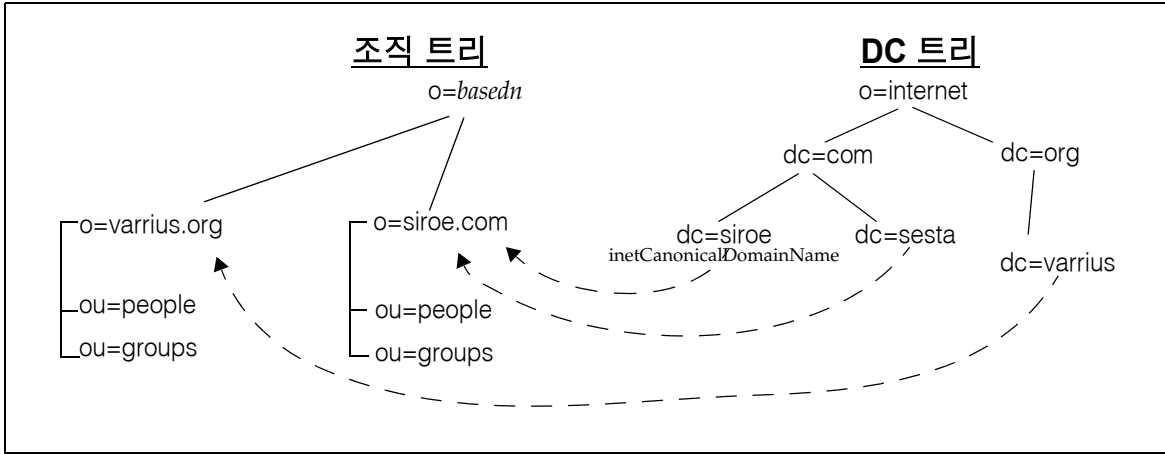 조직 트리
o=basedn
o=varrius.org
ou=people
ou=groups
o=siroe.com
ou=people
ou=groups
DC 트리
o=internet
dc=com
dc=org
dc=siroe
inetCanonicalDomainName
dc=sesta
dc=varrius